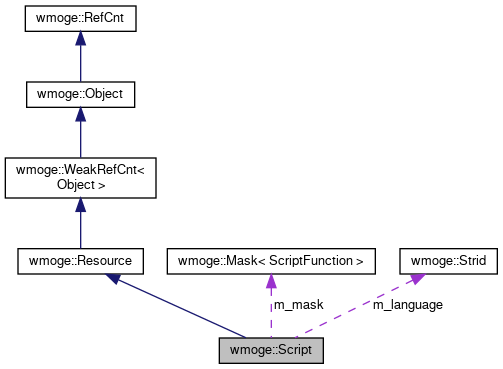 wmoge::RefCnt
wmoge::Object
wmoge::WeakRefCnt<
Object >
wmoge::Resource
wmoge::Mask< ScriptFunction >
wmoge::Strid
m_mask
m_language
wmoge::Script